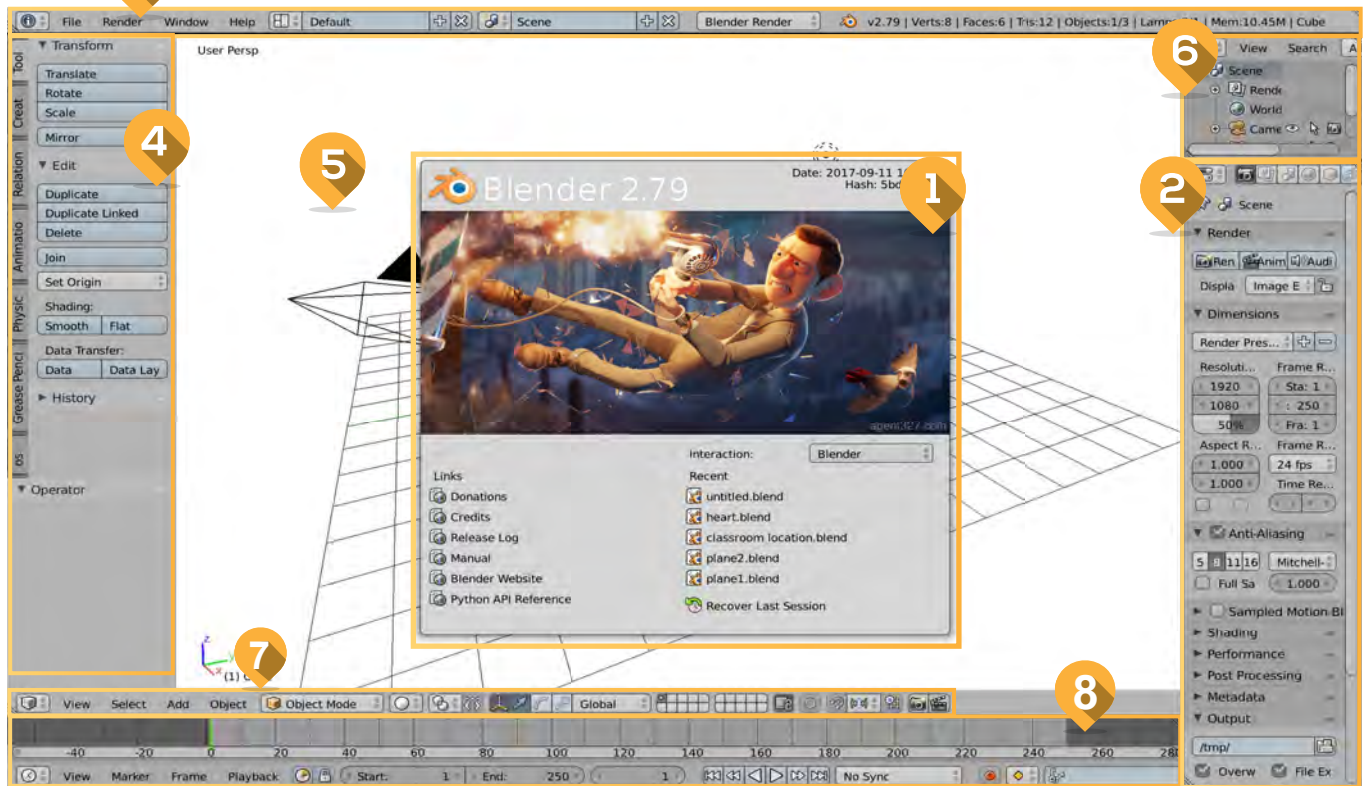 File Render Window Help Default Scene Blender Render v2.79 | Verts:8 | Faces:6 | Tris:12 | Objects:1/3 | Mem:10.45M | Cube
Tool
Creat
Relation
Animatio
Physic
Grease Penci
os
Transform
Translate
Rotate
Scale
Mirror
4
Edit
Duplicate
Duplicate Linked
Delete
Join
Set Origin
Shading:
Smooth Flat
Data Transfer:
Data Data Lay
History
Operator
User Persp
5
1
Blender 2.79
Date: 2017-09-11
Hash:
agent327.com
Interaction: Blender
Links
Donations
Credits
Release Log
Manual
Blender Website
Python API Reference
Recent
untitled.blend
heart.blend
classroom location.blend
plane2.blend
plane1.blend
Recover Last Session
z
y
x
(1)
6
View Search A
Scene
Rende
World
Came
2
Scene
Render
Ren Anim Audi
Displa Image E
Dimensions
Render Pres...
Resoluti... Frame R...
1920 Sta: 1
1080 : 250
50% Fra: 1
Aspect R... Frame R...
1.000 24 fps
1.000 Time Re...
Anti-Aliasing
5 8 11 16 Mitchell-
Full Sa 1.000
Sampled Motion Bl
Shading
Performance
Post Processing
Metadata
Output
/tmp/
Overw File Ex
7
View Select Add Object Object Mode Global
8
-40 -20 0 20 40 60 80 100 120 140 160 180 200 220 240 260 280
View Marker Frame Playback Start: 1 End: 250 1 No Sync